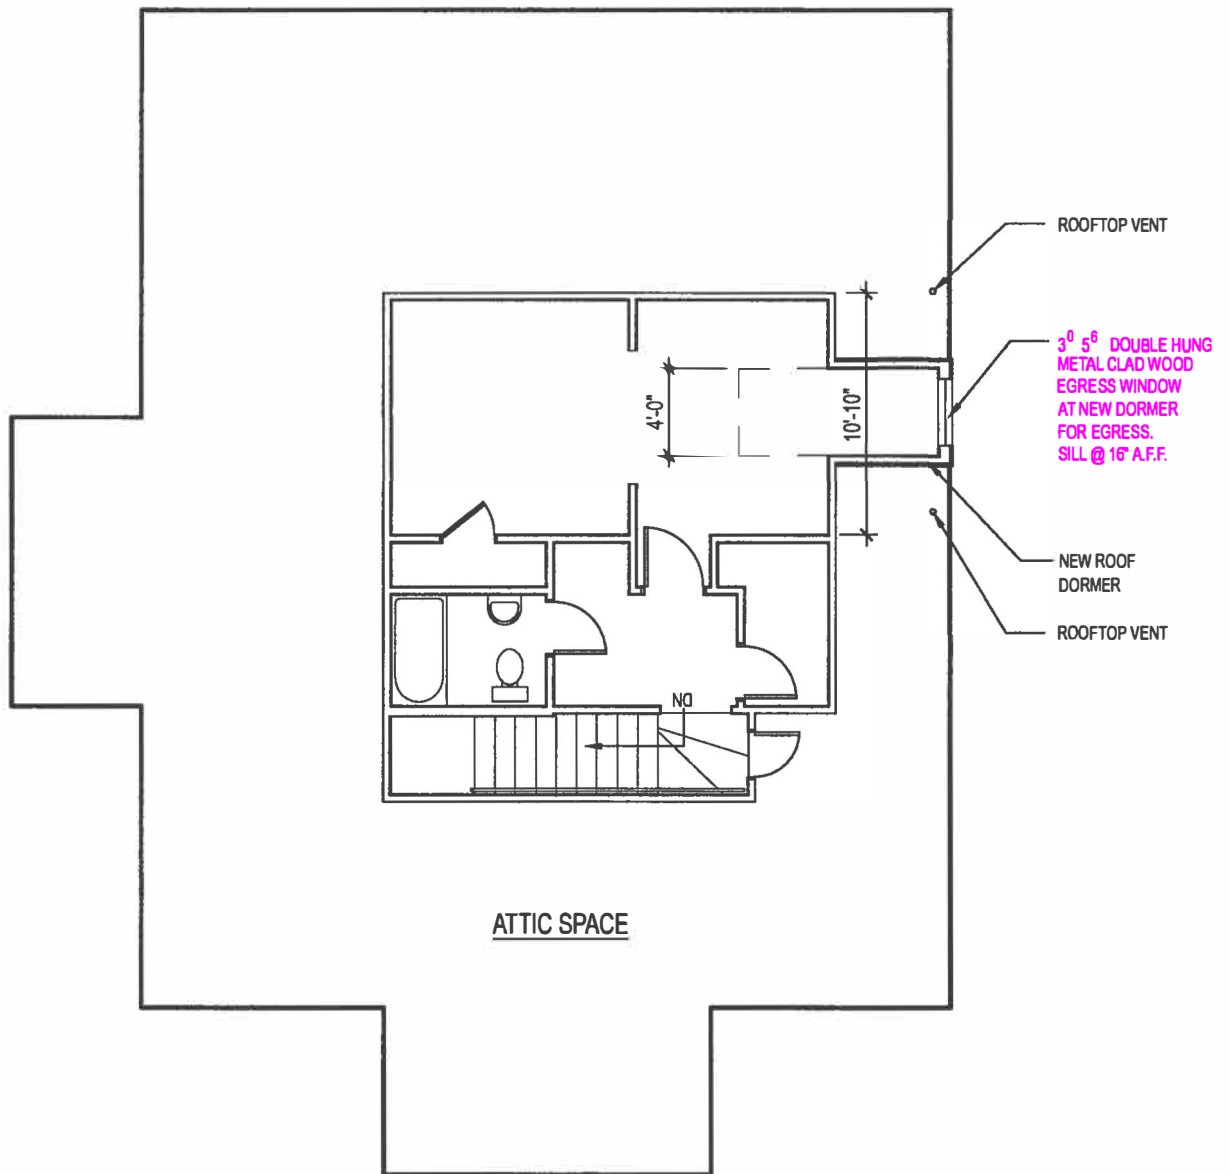 ROOFTOP VENT
3⁰ 5⁶ DOUBLE HUNG
METAL CLAD WOOD
EGRESS WINDOW
AT NEW DORMER
FOR EGRESS.
SILL @ 16" A.F.F.
4'-0"
10'-10"
NEW ROOF
DORMER
ROOFTOP VENT
DN
ATTIC SPACE